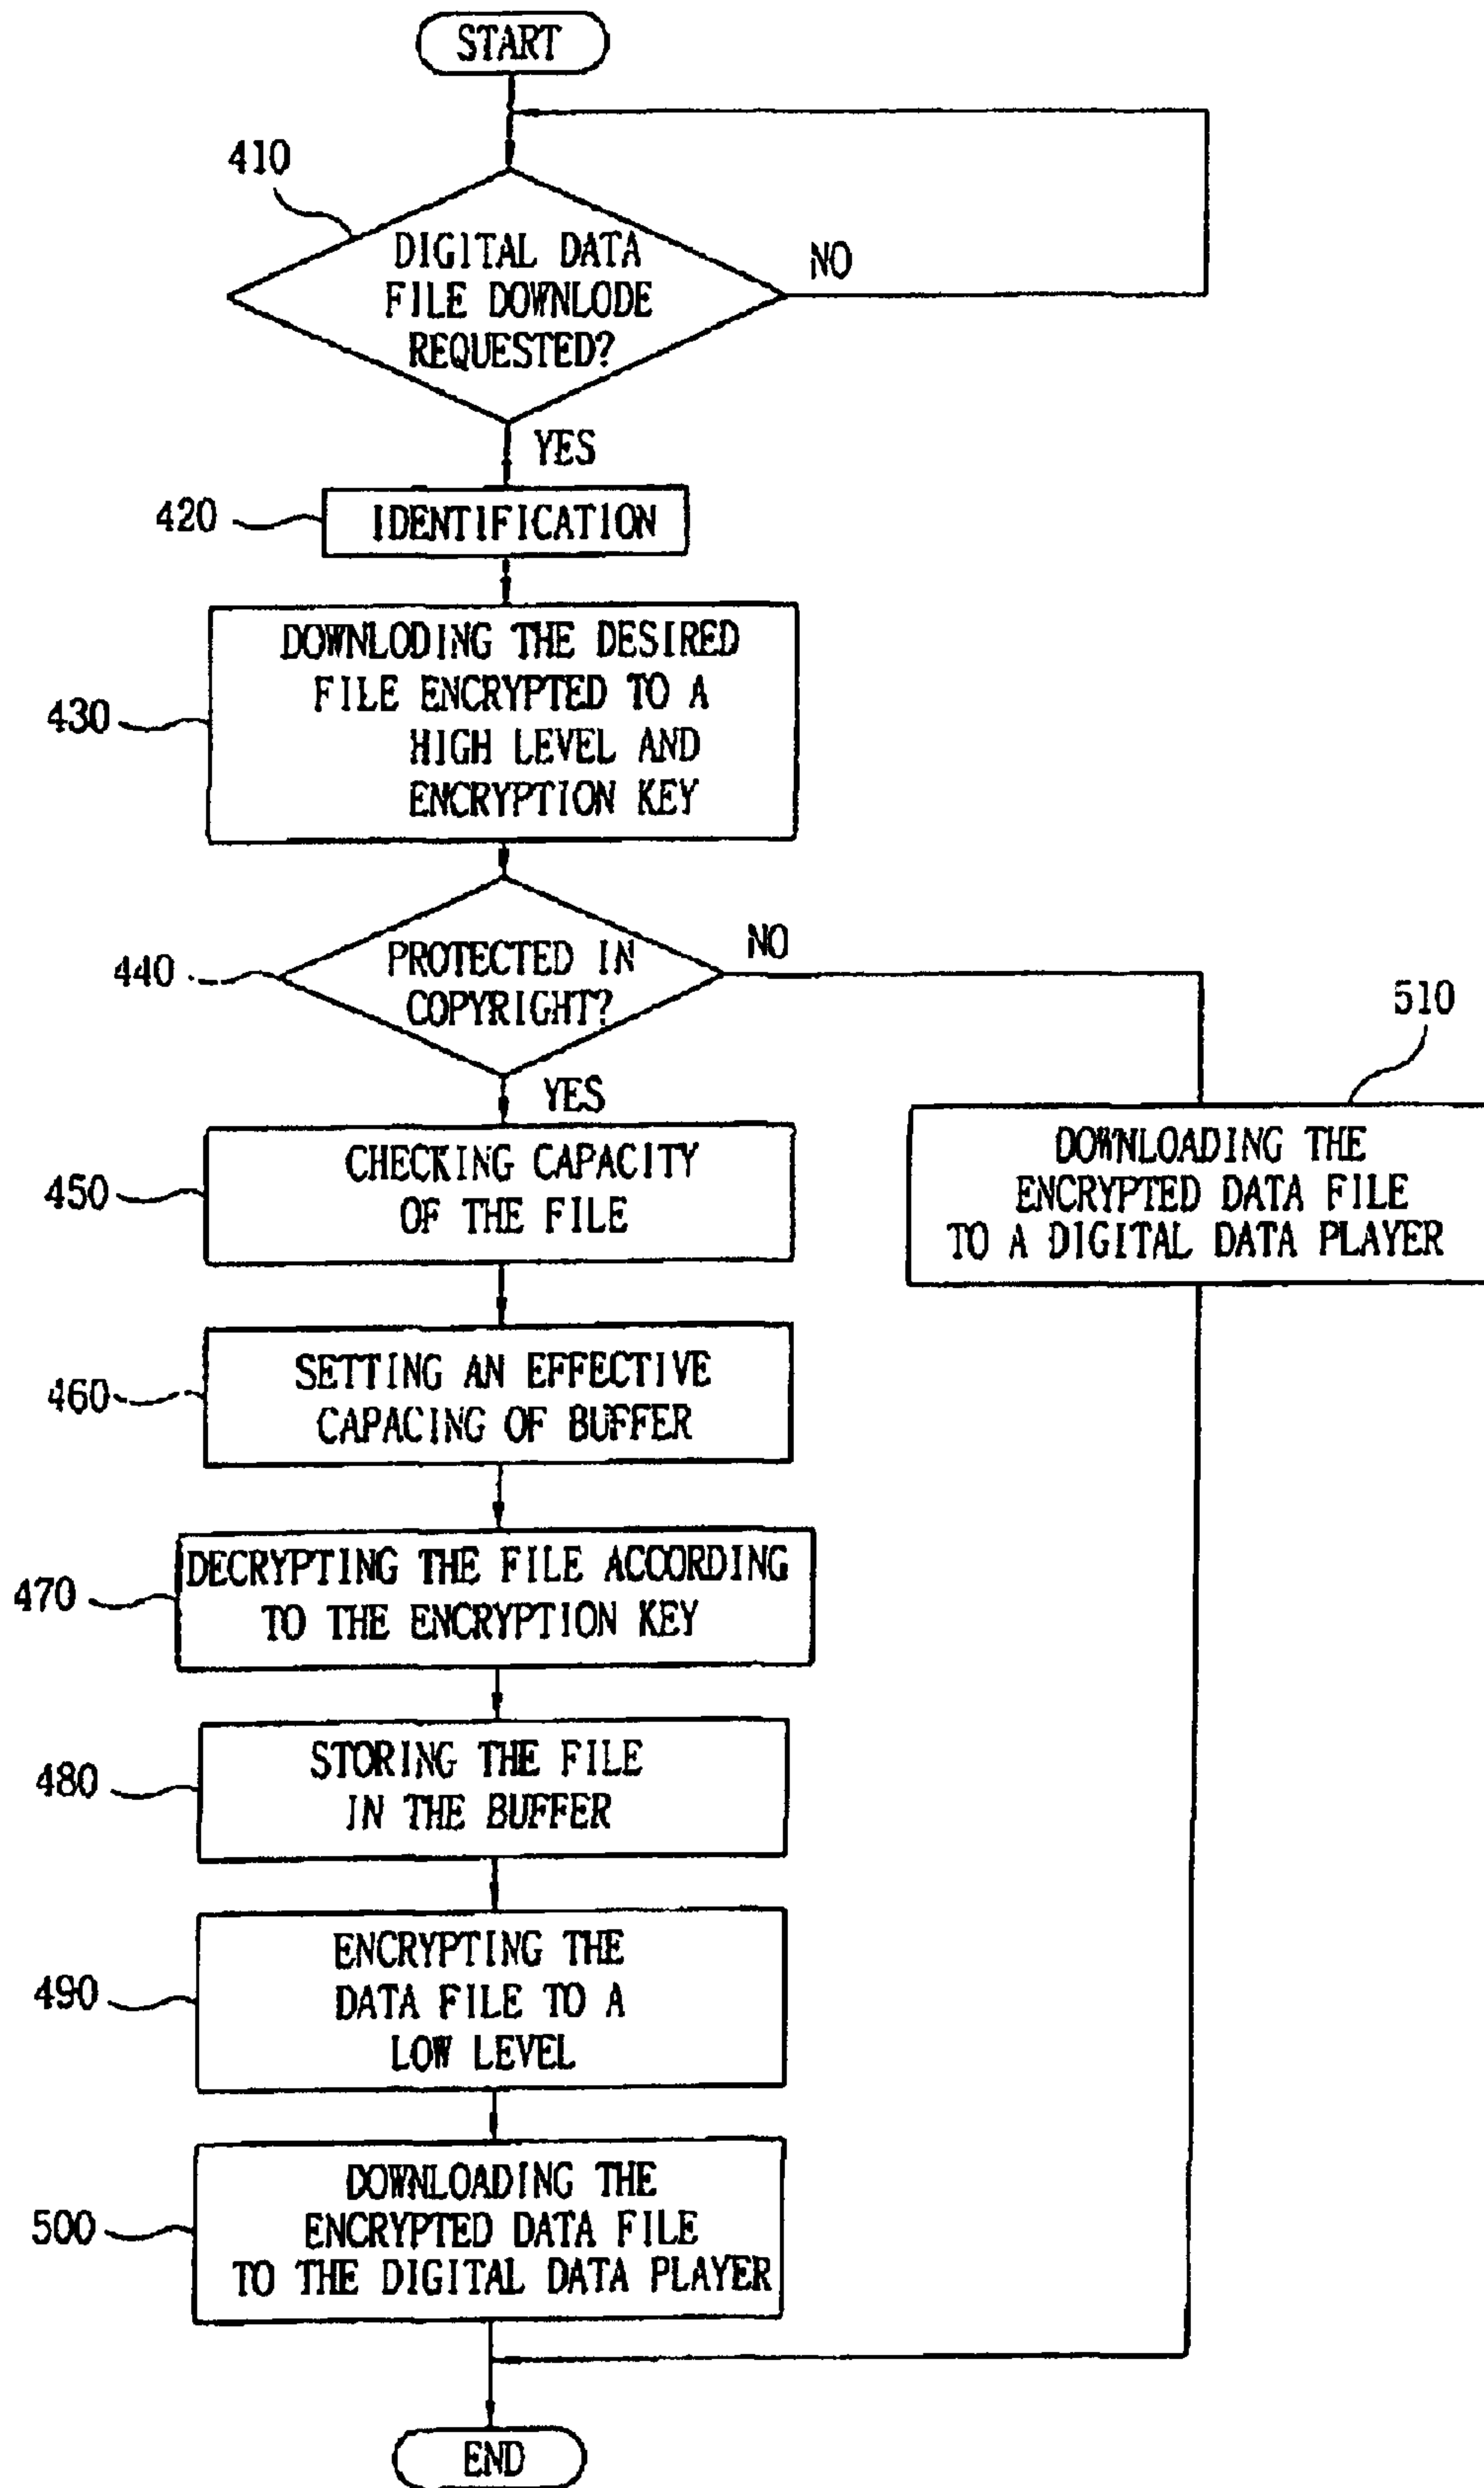 START
410
DIGITAL DATA
FILE DOWNLODE
REQUESTED?
NO
YES
420
IDENTIFICATION
430
DOWNLODING THE DESIRED
FILE ENCRYPTED TO A
HIGH LEVEL AND
ENCRYPTION KEY
440
PROTECTED IN
COPYRIGHT?
NO
YES
510
DOWNLOADING THE
ENCRYPTED DATA FILE
TO A DIGITAL DATA PLAYER
450
CHECKING CAPACITY
OF THE FILE
460
SETTING AN EFFECTIVE
CAPACING OF BUFFER
470
DECRYPTING THE FILE ACCORDING
TO THE ENCRYPTION KEY
480
STORING THE FILE
IN THE BUFFER
490
ENCRYPTING THE
DATA FILE TO A
LOW LEVEL
500
DOWNLOADING THE
ENCRYPTED DATA FILE
TO THE DIGITAL DATA PLAYER
END